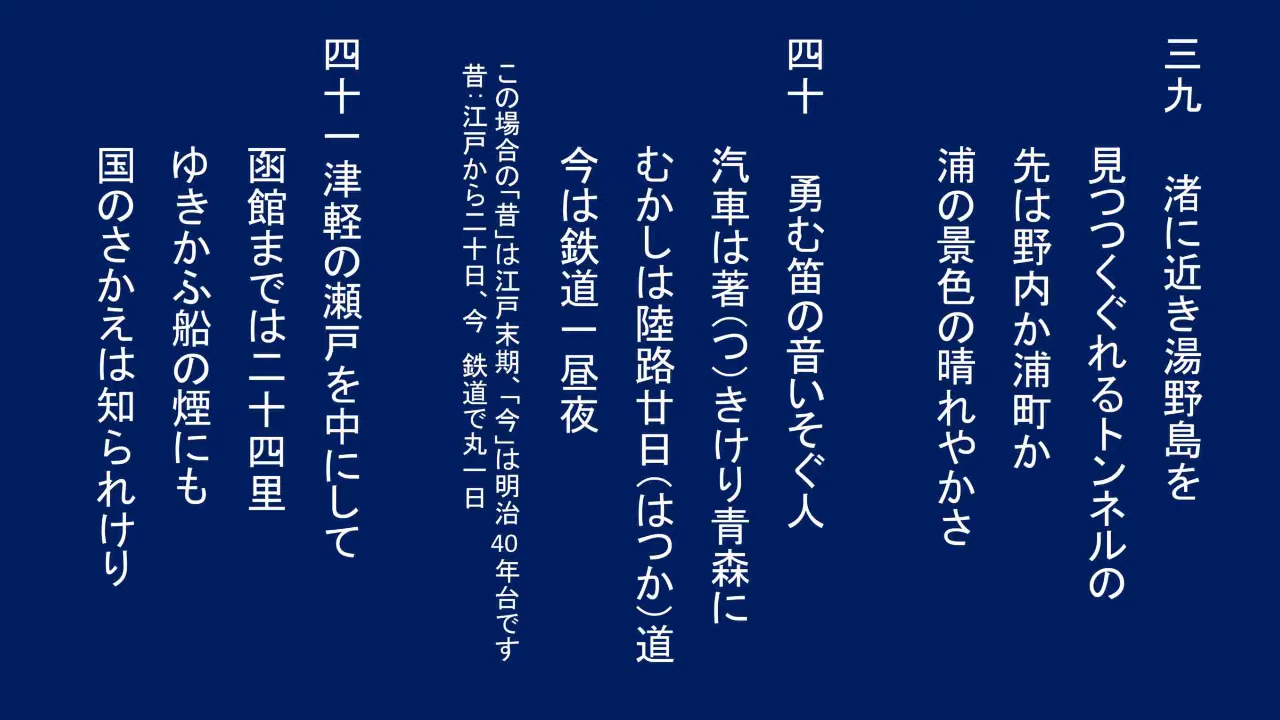 三九　渚に近き湯野島を
見つつくぐれるトンネルの
先は野内か浦町か
浦の景色の晴れやかさ
四十　勇む笛の音いそぐ人
汽車は著(つ)きけり青森に
むかしは陸路廿日(はつか)道
今は鉄道一昼夜
この場合の「昔」は江戸末期、「今」は明治40年台です
昔:江戸から二十日、今 鉄道で丸一日
四十一 津軽の瀬戸を中にして
函館までは二十四里
ゆきかふ船の煙にも
国のさかえは知られけり